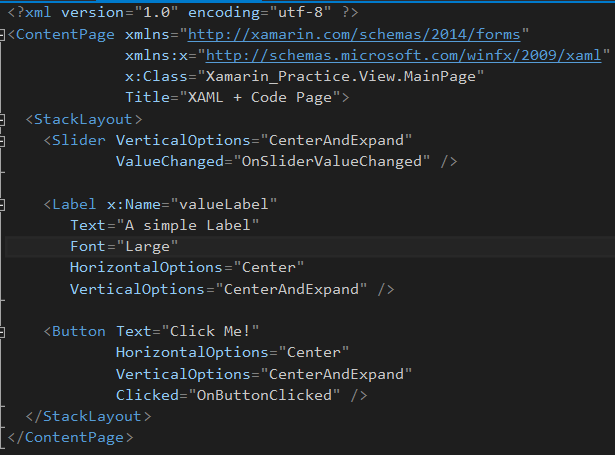 <?xml version="1.0" encoding="utf-8" ?>
<ContentPage xmlns="http://xamarin.com/schemas/2014/forms"
             xmlns:x="http://schemas.microsoft.com/winfx/2009/xaml"
             x:Class="Xamarin_Practice.View.MainPage"
             Title="XAML + Code Page">
  <StackLayout>
    <Slider VerticalOptions="CenterAndExpand"
            ValueChanged="OnSliderValueChanged" />

    <Label x:Name="valueLabel"
       Text="A simple Label"
       Font="Large"
       HorizontalOptions="Center"
       VerticalOptions="CenterAndExpand" />

    <Button Text="Click Me!"
            HorizontalOptions="Center"
            VerticalOptions="CenterAndExpand"
            Clicked="OnButtonClicked" />
  </StackLayout>
</ContentPage>